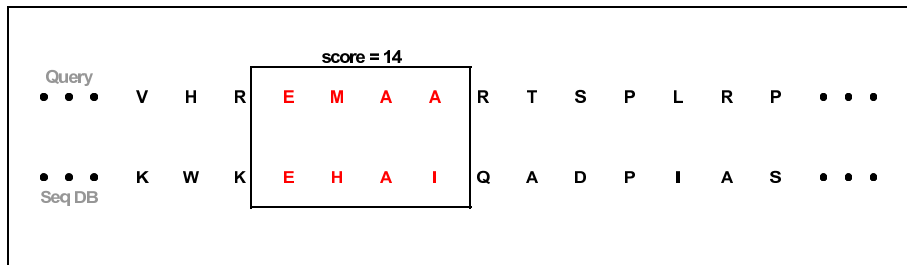 score = 14
Query
• • • V H R E M A A R T S P L R P • • •
• • • K W K E H A I Q A D P I A S • • •
Seq DB